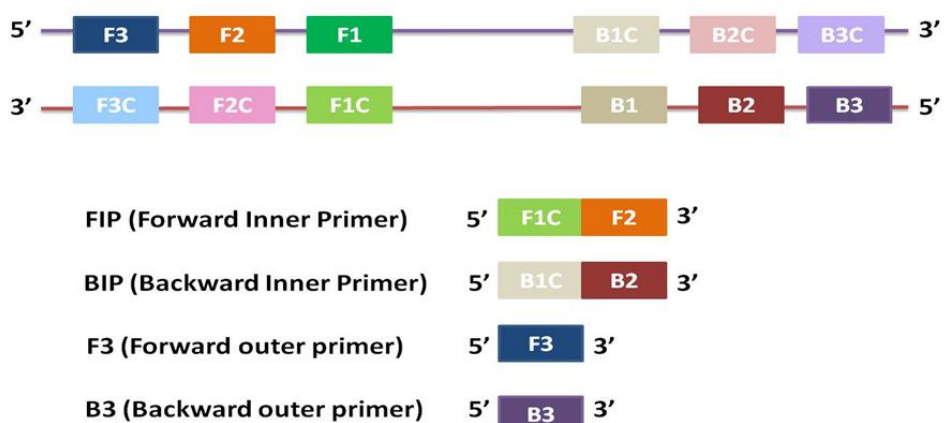 5’ F3 F2 F1 B1C B2C B3C 3’
3’ F3C F2C F1C B1 B2 B3 5’
FIP (Forward Inner Primer) 5’ F1C F2 3’
BIP (Backward Inner Primer) 5’ B1C B2 3’
F3 (Forward outer primer) 5’ F3 3’
B3 (Backward outer primer) 5’ B3 3’